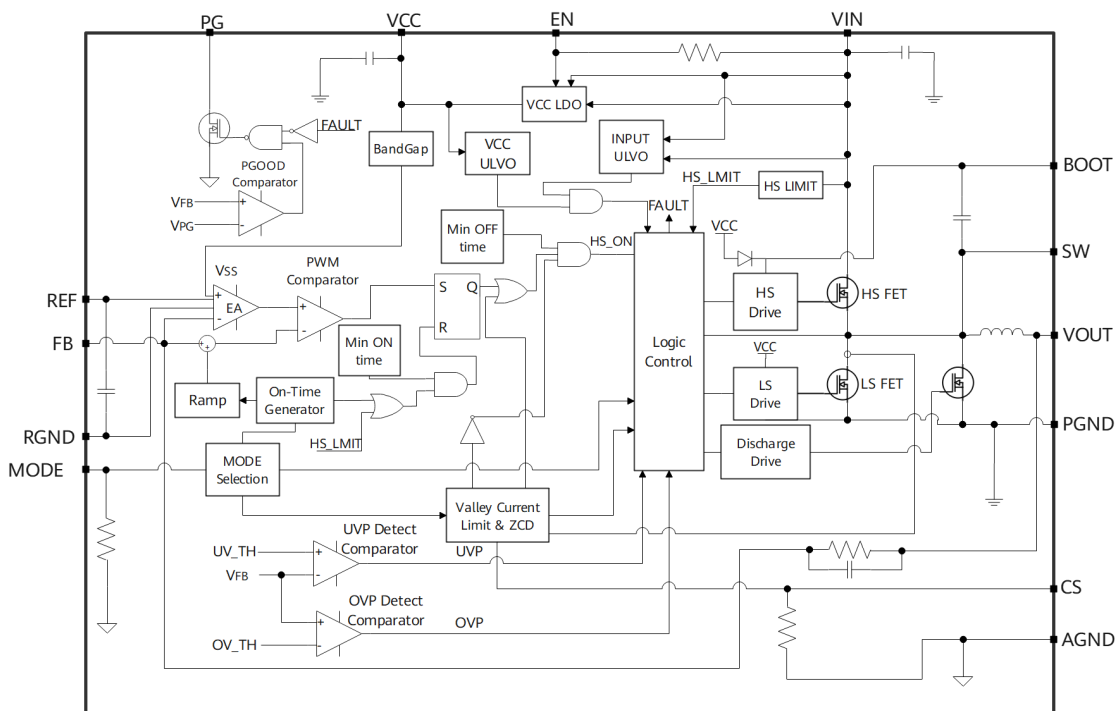 PG
VCC
EN
VIN
VCC LDO
FAULT
BandGap
VCC
ULVO
INPUT
ULVO
PGOOD
Comparator
HS_LMIT
HS LIMIT
BOOT
VFB
+
VPG
-
FAULT
Min OFF
time
HS_ON
VCC
SW
VSS
PWM
Comparator
REF
+
EA
-
-
+
-
S
Q
R
HS
Drive
HS FET
FB
+
+
Min ON
time
Logic
Control
VOUT
VCC
Ramp
On-Time
Generator
LS
Drive
LS FET
RGND
HS_LMIT
PGND
MODE
MODE
Selection
Discharge
Drive
Valley Current
Limit & ZCD
UVP Detect
Comparator
UV_TH
+
UVP
VFB
-
CS
OVP Detect
Comparator
+
OVP
OV_TH
-
AGND